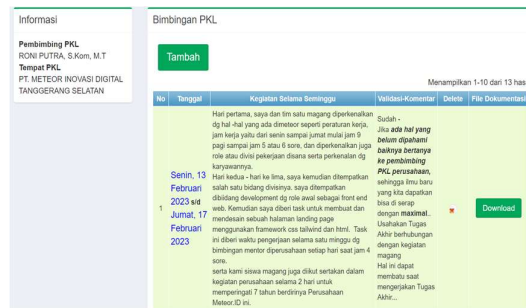 Informasi
Pembimbing PKL
RONI PUTRA, S.Kom, M.T
Tempat PKL
PT. METEOR INOVASI DIGITAL
TANGGERANG SELATAN
Bimbingan PKL
Tambah
Menampilkan 1-10 dari 13 has
No Tanggal Kegiatan Selama Seminggu Validasi-Komentar Delete File Dokumentasi
1
Senin, 13
Februari
2023 s/d
Jumat, 17
Februari
2023
Hari pertama, saya dan tim satu magang diperkenalkan
dg hal -hal yang ada dimeteor seperti peraturan kerja,
jam kerja yaitu dari senin sampai jumat mulai jam 9
pagi sampai jam 5 atau 6 sore, dan diperkenalkan juga
role atau divisi pekerjaan disana serta perkenalan dg
karyawannya.
Hari kedua - hari ke lima, saya kemudian ditempatkan
salah satu bidang divisinya. saya ditempatkan
dibidang development dg role awal sebagai front end
web. Kemudian saya diberi task untuk membuat dan
mendesain sebuah halaman landing page
menggunakan framework css tailwind dan html. Task
ini diberi waktu pengerjaan selama satu minggu dg
bimbingan mentor diperusahaan setiap hari saat jam 4
sore.
serta kami siswa magang juga diikut sertakan dalam
kegiatan perusahaan selama 2 hari untuk
memperingati 7 tahun berdirinya Perusahaan
Meteor.ID ini.
Sudah -
Jika ada hal yang
belum dipahami
baiknya bertanya
ke pembimbing
PKL perusahaan,
sehingga ilmu baru
yang kita dapatkan
bisa di serap
dengan maximal..
Usahakan Tugas
Akhir berhubungan
dengan kegiatan
magang
Hal ini dapat
membatu saat
mengerjakan Tugas
Akhir...
Download